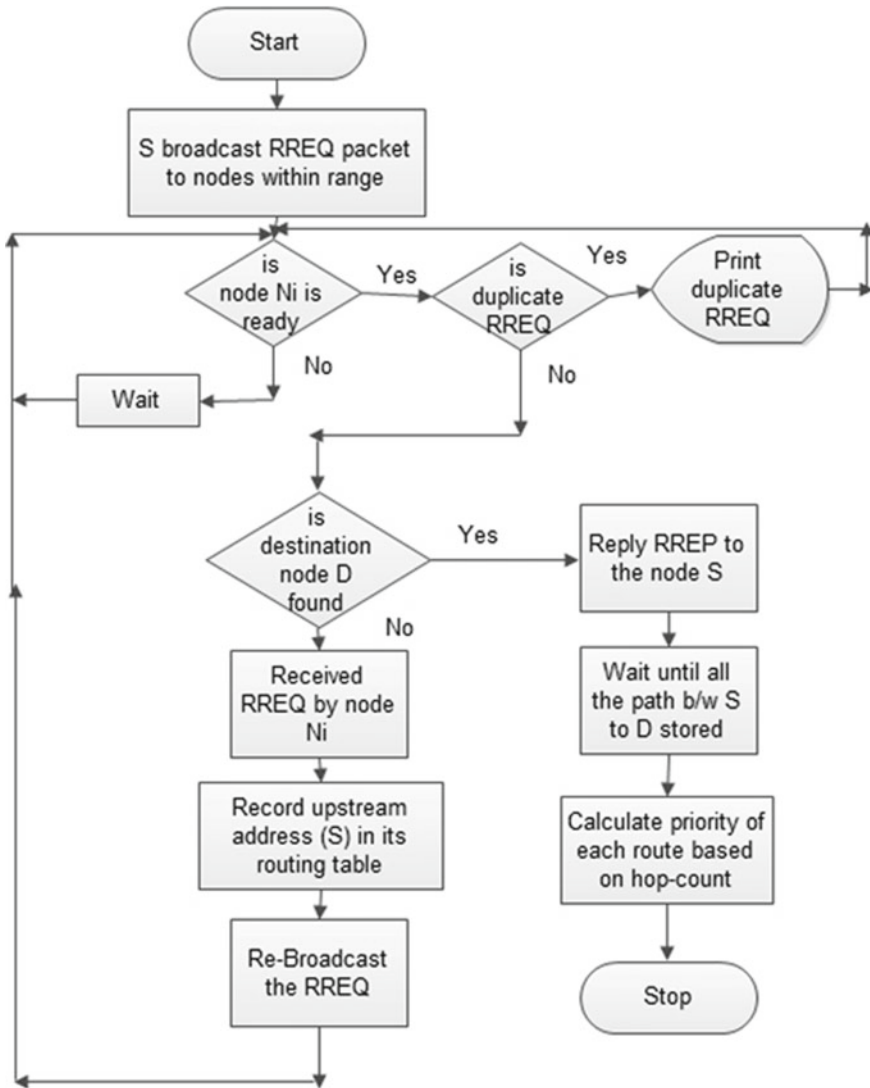 Start
S broadcast RREQ packet
to nodes within range
is
node Ni is
ready
Yes
is
duplicate
RREQ
Yes
Print
duplicate
RREQ
No
Wait
No
is
destination
node D
found
Yes
Reply RREP to
the node S
No
Received
RREQ by node
Ni
Wait until all
the path b/w S
to D stored
Record upstream
address (S) in its
routing table
Calculate priority of
each route based
on hop-count
Re-Broadcast
the RREQ
Stop